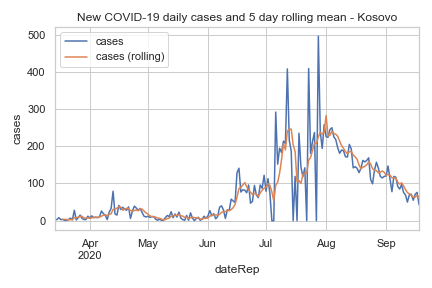 New COVID-19 daily cases and 5 day rolling mean - Kosovo
cases
cases (rolling)
500
400
300
200
100
0
cases
Apr
2020
May
Jun
Jul
Aug
Sep
dateRep